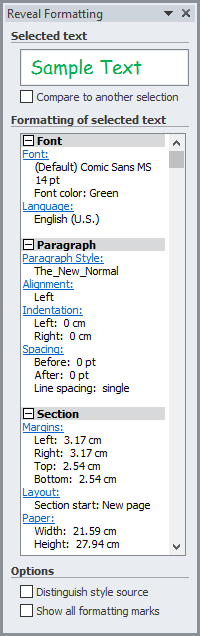 Reveal Formatting
Selected text
Sample Text
Compare to another selection
Formatting of selected text
Font
Font:
(Default) Comic Sans MS
14 pt
Font color: Green
Language:
English (U.S.)
Paragraph
Paragraph Style:
The_New_Normal
Alignment:
Left
Indentation:
Left: 0 cm
Right: 0 cm
Spacing:
Before: 0 pt
After: 0 pt
Line spacing: single
Section
Margins:
Left: 3.17 cm
Right: 3.17 cm
Top: 2.54 cm
Bottom: 2.54 cm
Layout:
Section start: New page
Paper:
Width: 21.59 cm
Height: 27.94 cm
Options
Distinguish style source
Show all formatting marks